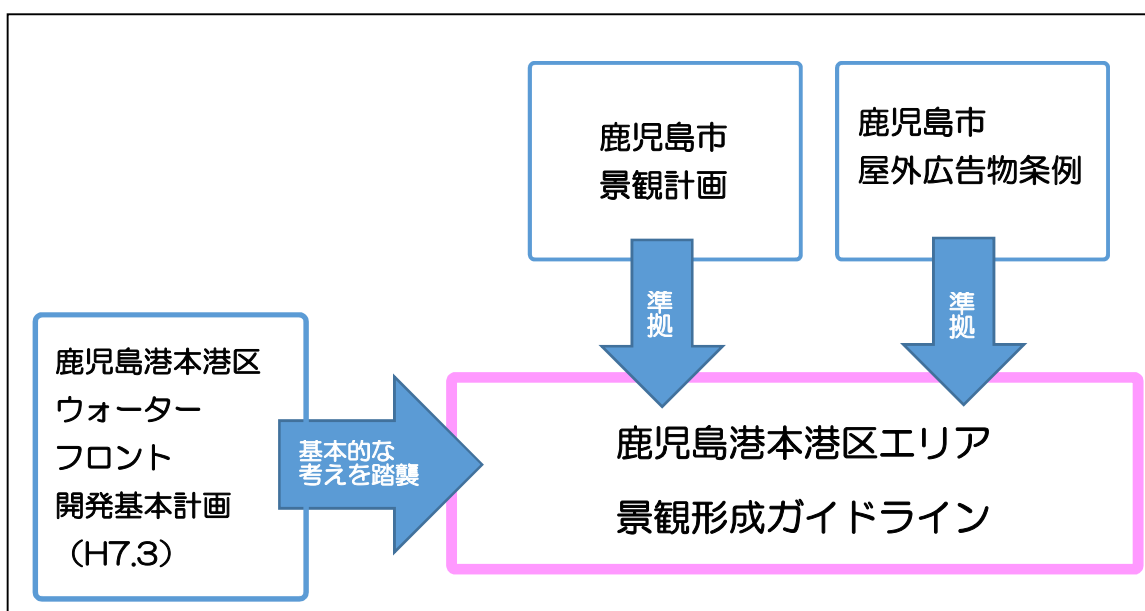 鹿児島市
景観計画
鹿児島市
屋外広告物条例
準拠
準拠
鹿児島港本港区
ウォーター
フロント
開発基本計画
（H7.3）
基本的な
考えを踏襲
鹿児島港本港区エリア
景観形成ガイドライン